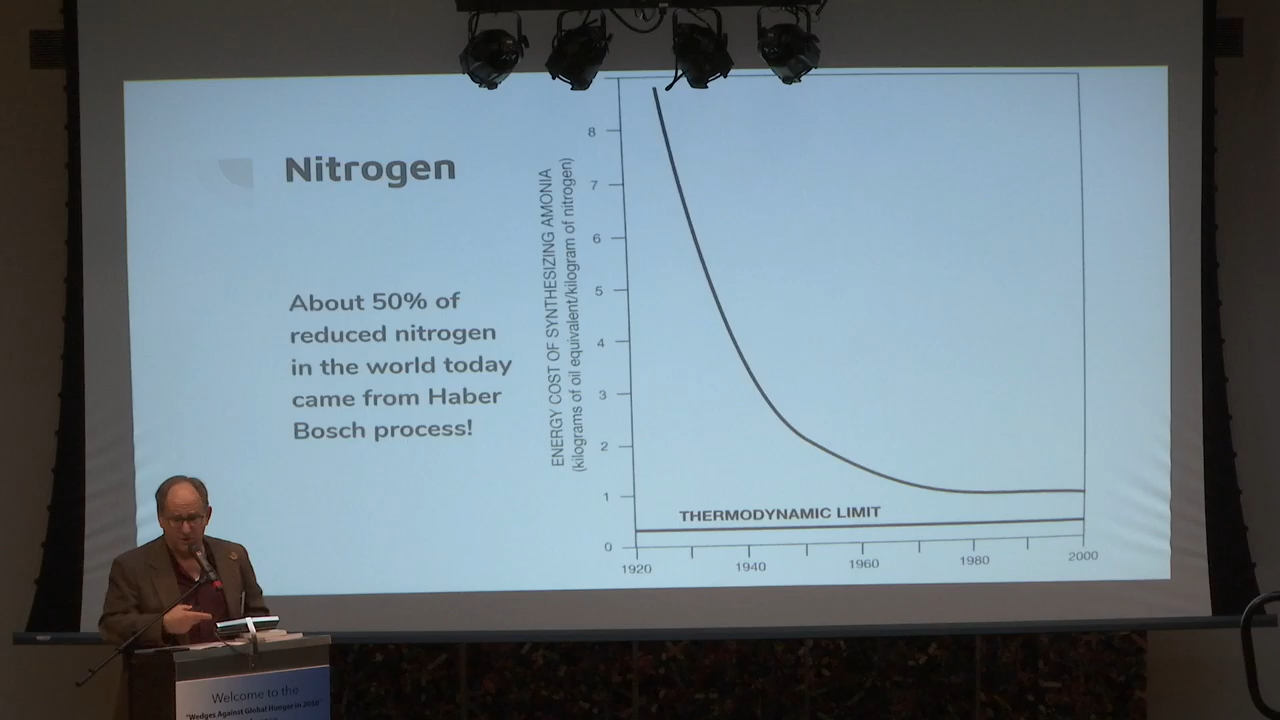 Nitrogen
About 50% of
reduced nitrogen
in the world today
came from Haber
Bosch process!
ENERGY COST OF SYNTHESIZING AMONIA
(kilograms of oil equivalent/kilogram of nitrogen)
8
7
6
5
4
3
2
1
0
THERMODYNAMIC LIMIT
1920
1940
1960
1980
2000
Welcome to the
"Wedges Against Global Hunger in 2050"